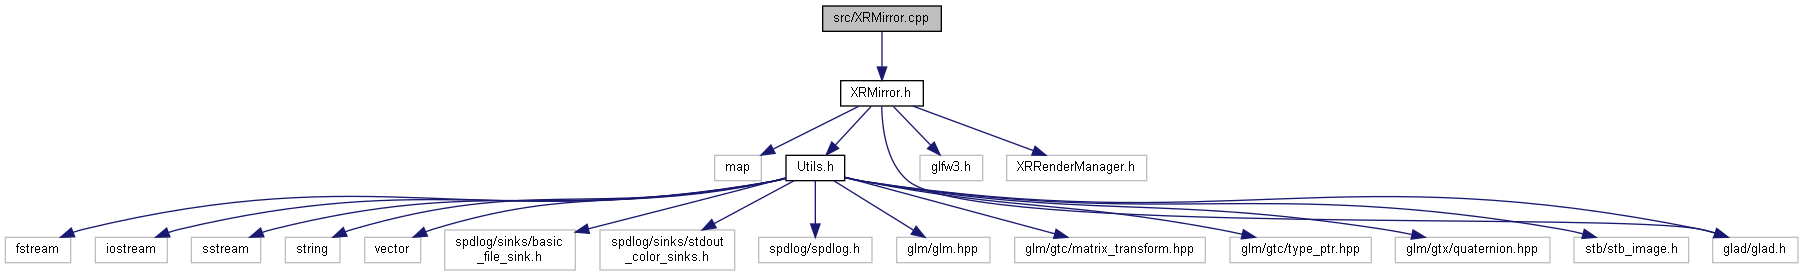 src/XRMirror.cpp
XRMirror.h
map
Utils.h
glfw3.h
XRRenderManager.h
fstream
iostream
sstream
string
vector
spdlog/sinks/basic
_file_sink.h
spdlog/sinks/stdout
_color_sinks.h
spdlog/spdlog.h
glm/glm.hpp
glm/gtc/matrix_transform.hpp
glm/gtc/type_ptr.hpp
glm/gtx/quaternion.hpp
stb/stb_image.h
glad/glad.h